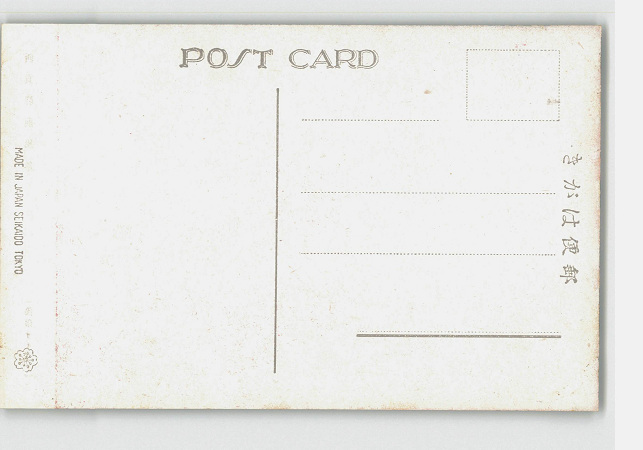 POST CARD
MADE IN JAPAN SEIKAIDO TOKYO
きがは便郵